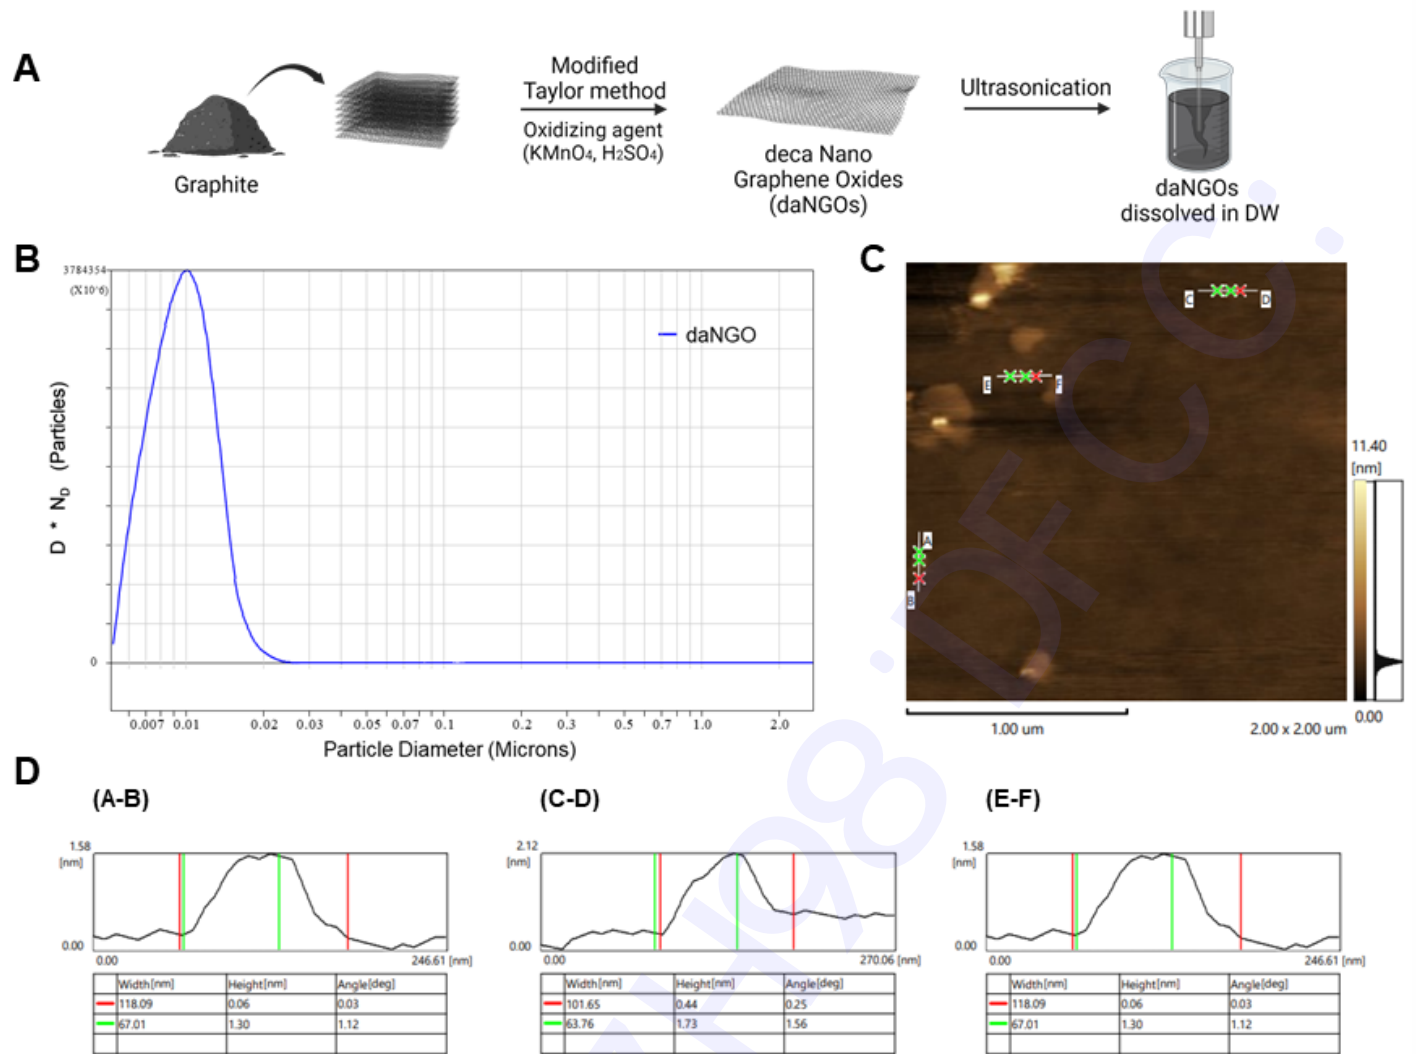 A
Graphite
Modified
Taylor method
Oxidizing agent
(KMnO4, H2SO4)
deca Nano
Graphene Oxides
(daNGOs)
Ultrasonication
daNGOs
dissolved in DW
B
3784354
(X10^6)
0
D * ND (Particles)
daNGO
0.007 0.01 0.02 0.03 0.05 0.07 0.1 0.2 0.3 0.5 0.7 1.0 2.0
Particle Diameter (Microns)
C
C D
E F
A
B
11.40
[nm]
0.00
1.00 um
2.00 x 2.00 um
D
(A-B)
1.58
[nm]
0.00
0.00 246.61 [nm]
Width[nm] Height[nm] Angle[deg]
118.09 0.06 0.03
67.01 1.30 1.12
(C-D)
2.12
[nm]
0.00
0.00 270.06 [nm]
Width[nm] Height[nm] Angle[deg]
101.65 0.44 0.25
63.76 1.73 1.56
(E-F)
1.58
[nm]
0.00
0.00 246.61 [nm]
Width[nm] Height[nm] Angle[deg]
118.09 0.06 0.03
67.01 1.30 1.12